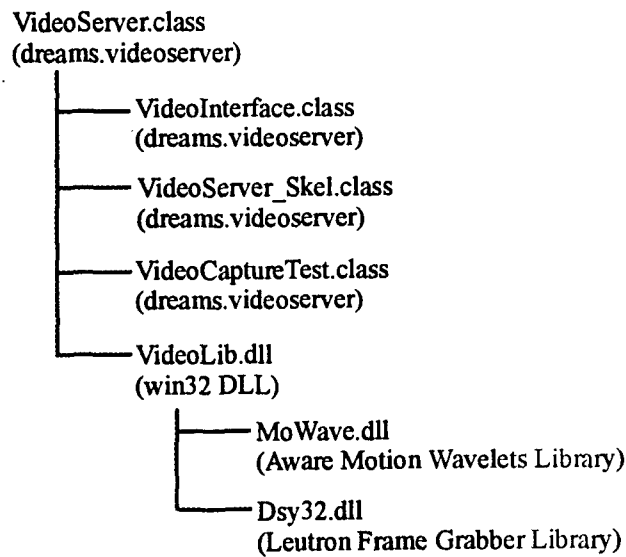 VideoServer.class
(dreams.videoserver)
VideoInterface.class
(dreams.videoserver)
VideoServer_Skel.class
(dreams.videoserver)
VideoCaptureTest.class
(dreams.videoserver)
VideoLib.dll
(win32 DLL)
MoWave.dll
(Aware Motion Wavelets Library)
Dsy32.dll
(Leutron Frame Grabber Library)